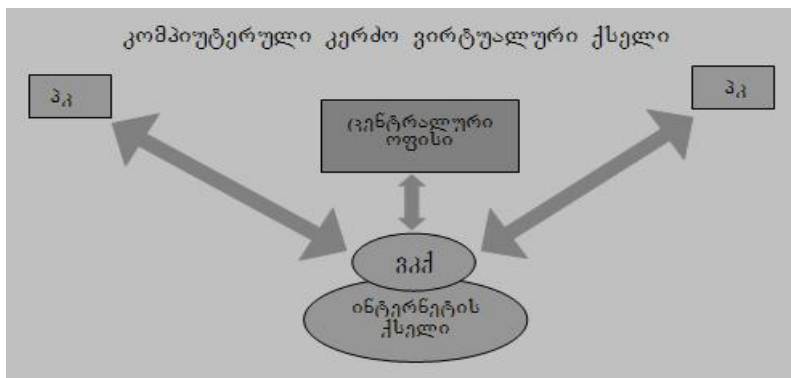 კომპიუტერული კერძო ვირტუალური ქსელი
პკ
პკ
ცენტრალური
ოფისი
ვკქ
ინტერნეტის
ქსელი